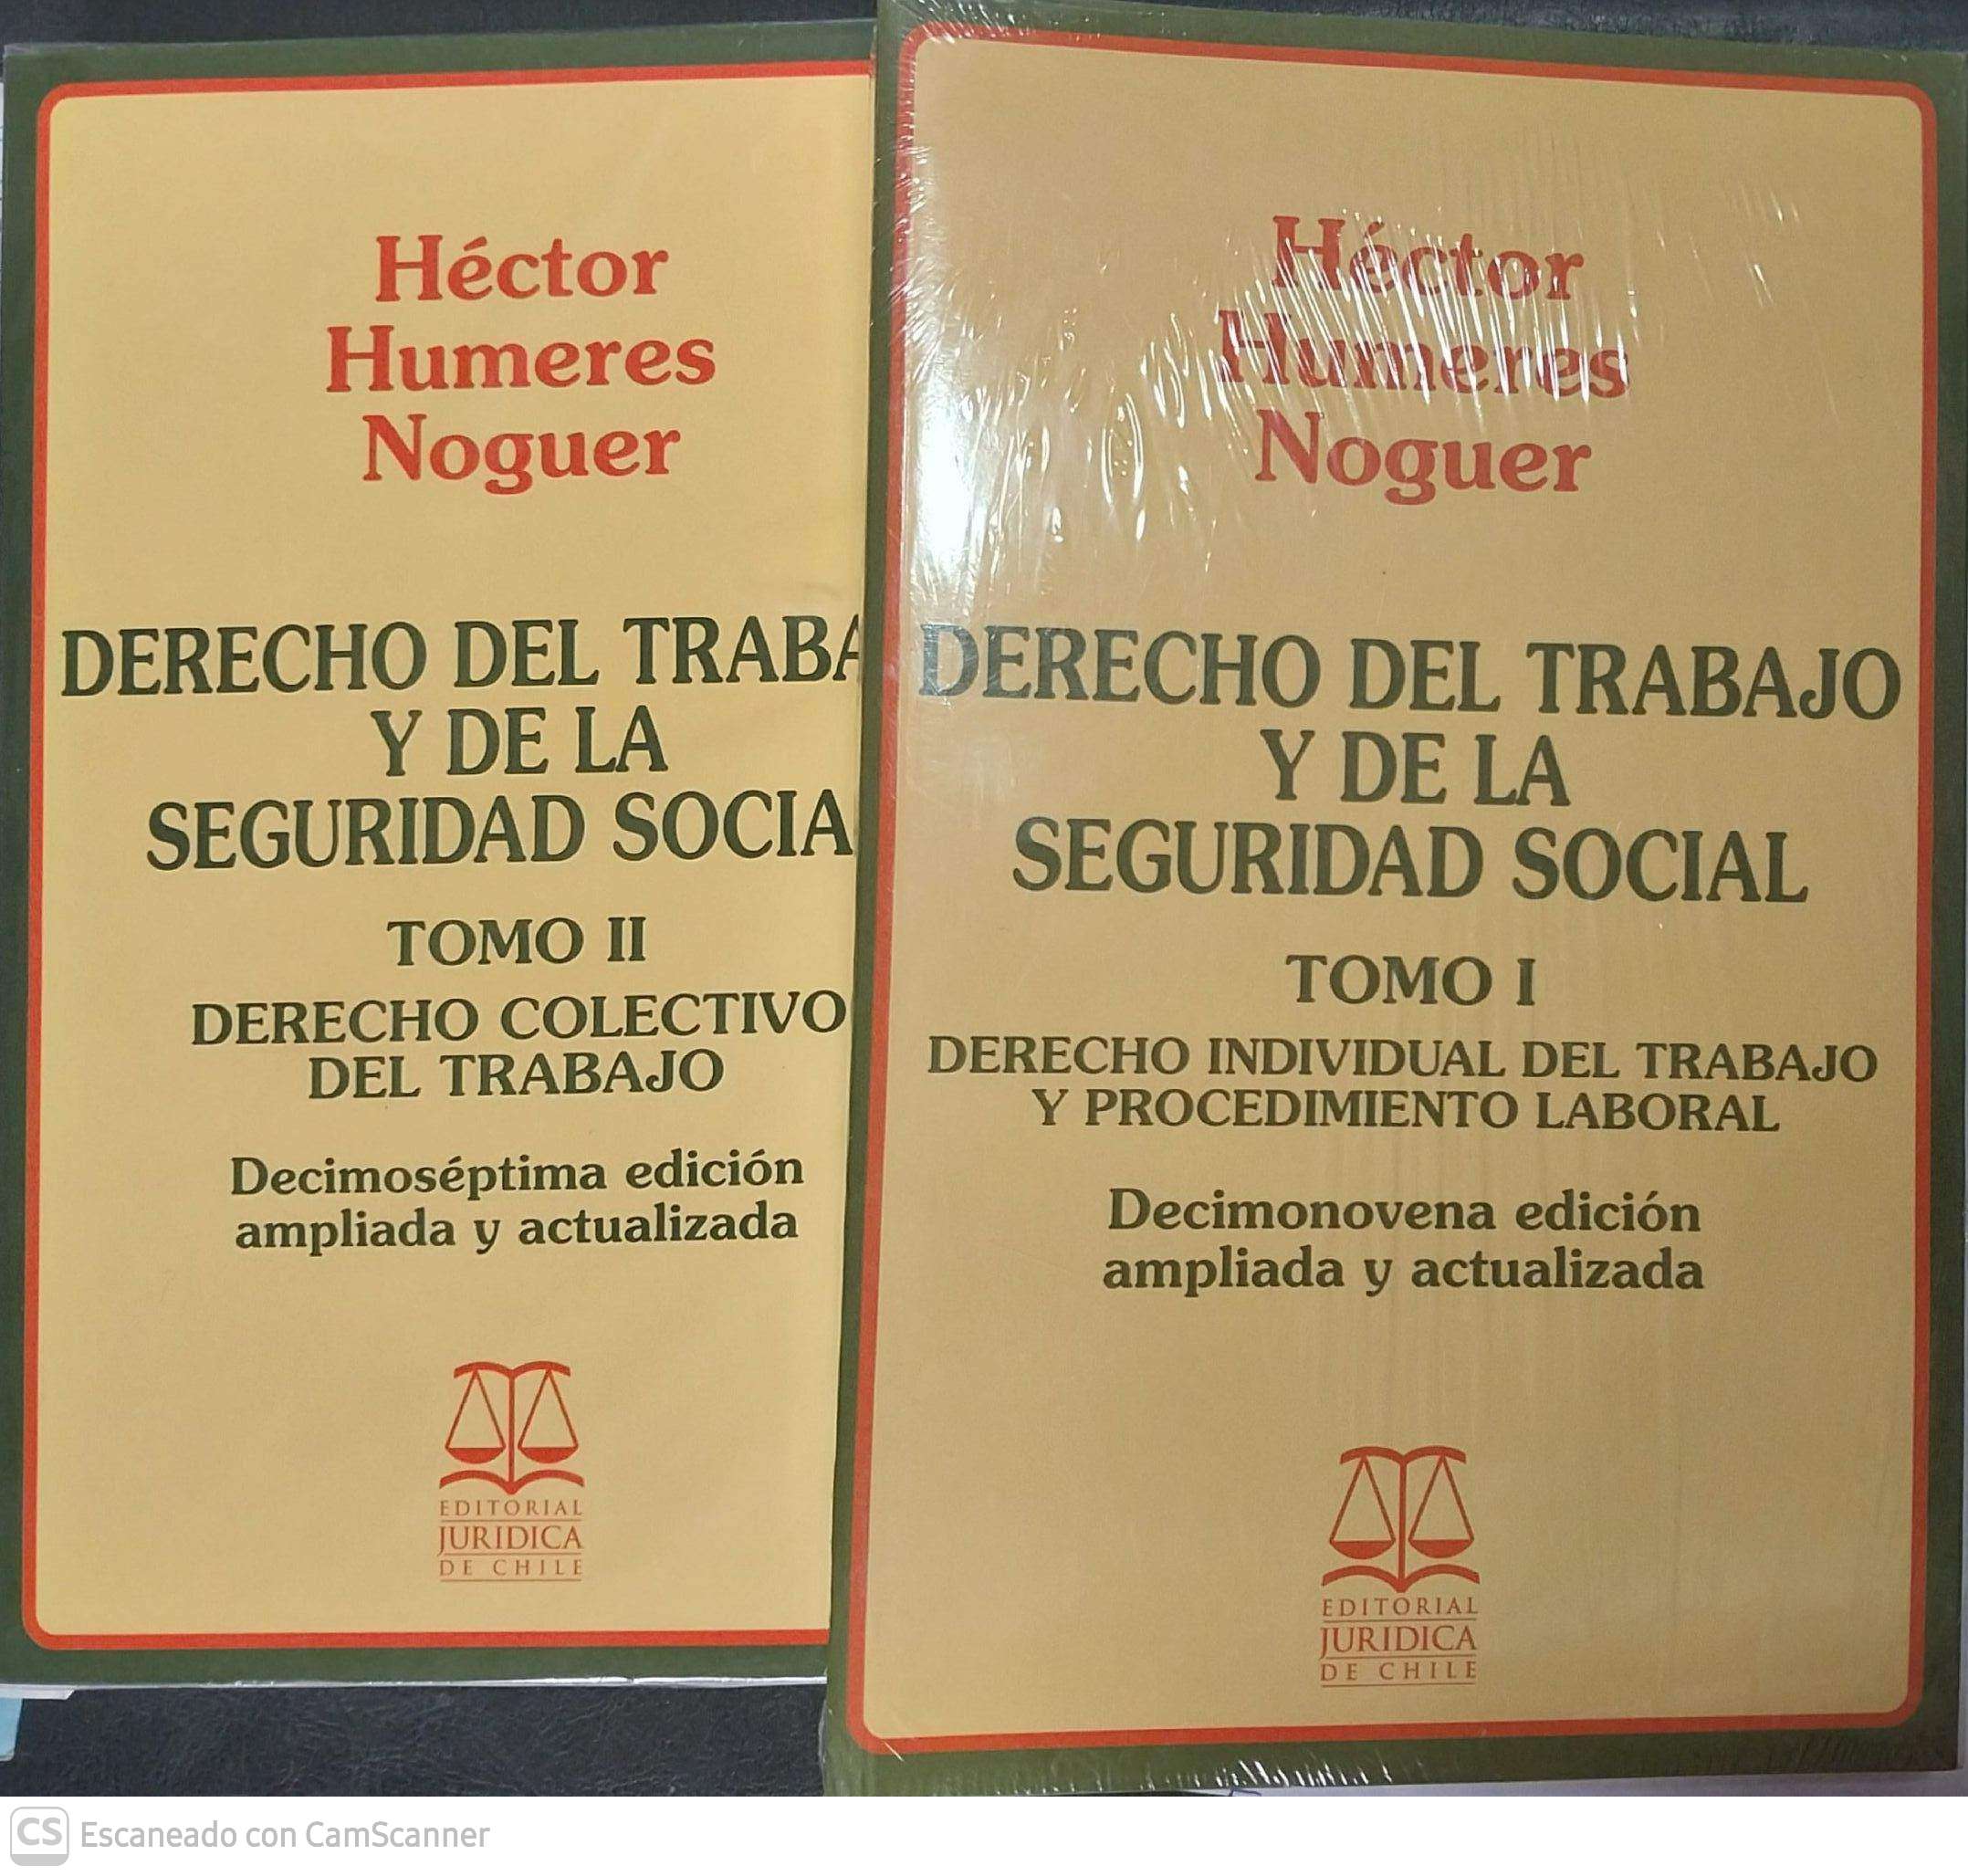 Héctor
Humeres
Noguer
DERECHO DEL TRABA
Y DE LA
SEGURIDAD SOCIA
TOMO II
DERECHO COLECTIVO
DEL TRABAJO
Decimoséptima edición
ampliada y actualizada
EDITORIAL
JURIDICA
DE CHILE
Héctor
Humeres
Noguer
DERECHO DEL TRABAJO
Y DE LA
SEGURIDAD SOCIAL
TOMO I
DERECHO INDIVIDUAL DEL TRABAJO
Y PROCEDIMIENTO LABORAL
Decimonovena edición
ampliada y actualizada
EDITORIAL
JURIDICA
DE CHILE
CS Escaneado con CamScanner